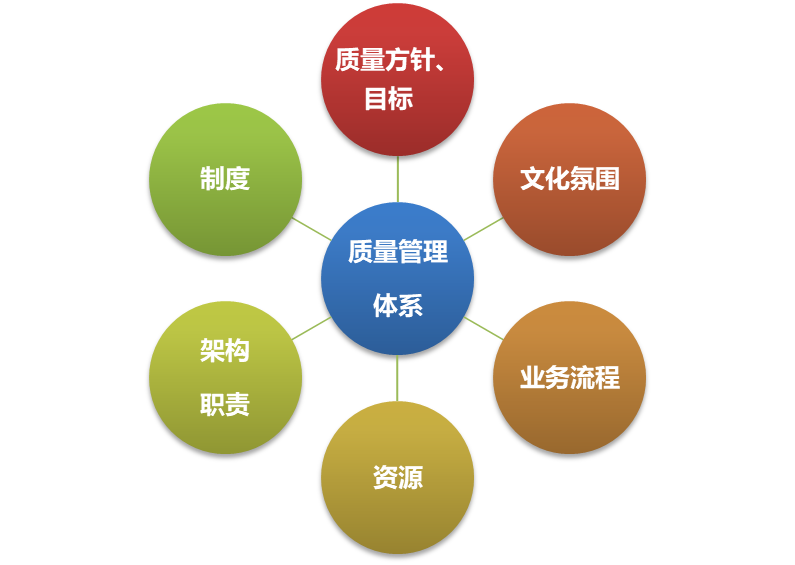 质量方针、
目标
文化氛围
业务流程
资源
架构
职责
制度
质量管理
体系